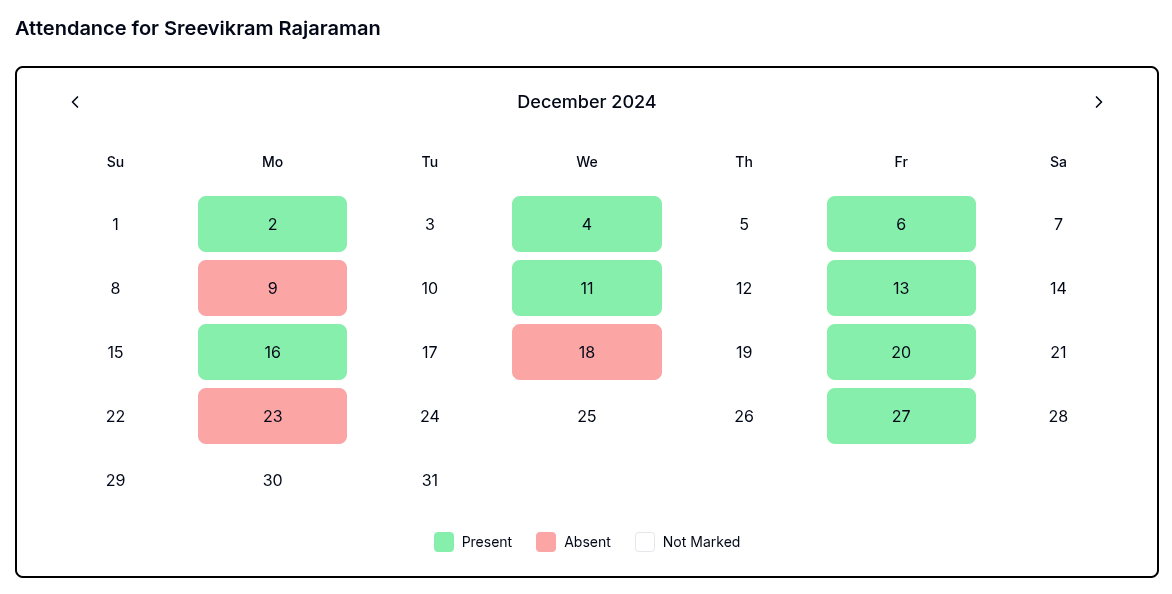 Attendance for Sreevikram Rajaraman
December 2024
Su Mo Tu We Th Fr Sa
1 2 3 4 5 6 7
8 9 10 11 12 13 14
15 16 17 18 19 20 21
22 23 24 25 26 27 28
29 30 31
Present Absent Not Marked